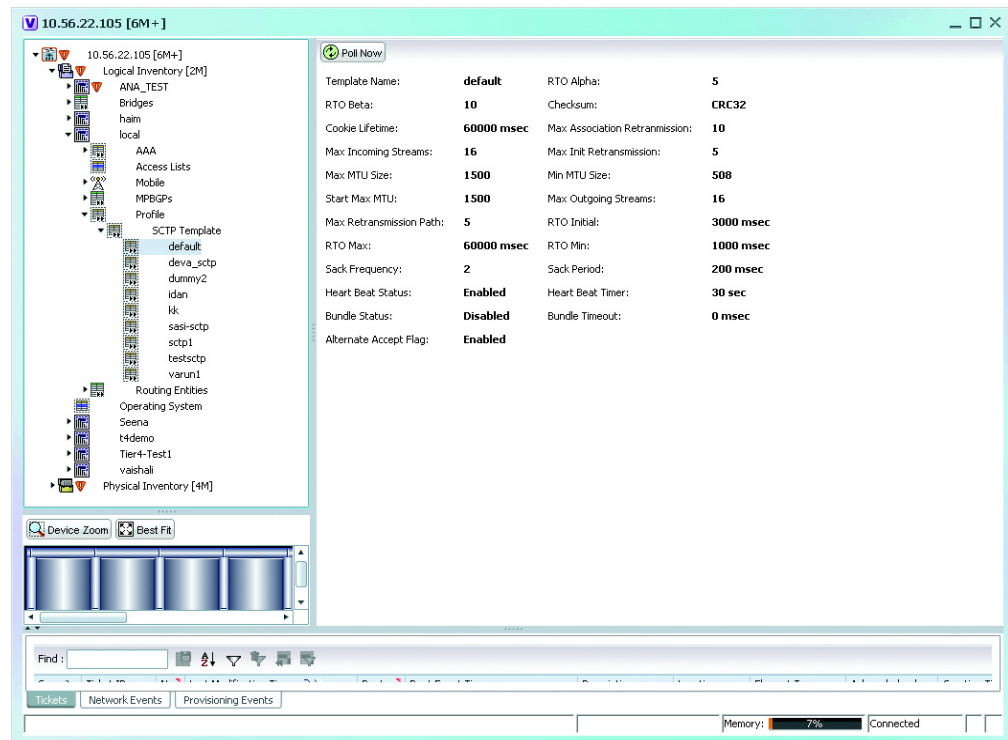 10.56.22.105 [6M+]
10.56.22.105 [6M+]
Logical Inventory [2M]
ANA_TEST
Bridges
haim
local
AAA
Access Lists
Mobile
MPBGPs
Profile
SCTP Template
default
deva_sctp
dummy2
idan
kk
sasi-sctp
sctp1
testsctp
varun1
Routing Entities
Operating System
Seena
t4demo
Tier4-Test1
vaishali
Physical Inventory [4M]
Device Zoom Best Fit
Poll Now
Template Name: default RTO Alpha: 5
RTO Beta: 10 Checksum: CRC32
Cookie Lifetime: 60000 msec Max Association Retranmission: 10
Max Incoming Streams: 16 Max Init Retransmission: 5
Max MTU Size: 1500 Min MTU Size: 508
Start Max MTU: 1500 Max Outgoing Streams: 16
Max Retransmission Path: 5 RTO Initial: 3000 msec
RTO Max: 60000 msec RTO Min: 1000 msec
Sack Frequency: 2 Sack Period: 200 msec
Heart Beat Status: Enabled Heart Beat Timer: 30 sec
Bundle Status: Disabled Bundle Timeout: 0 msec
Alternate Accept Flag: Enabled
Find :
Tickets Network Events Provisioning Events
Memory: 7% Connected